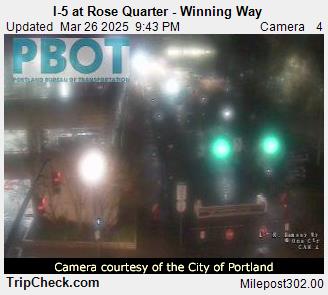 I-5 at Rose Quarter - Winning Way
Updated Mar 26 2025 9:43 PM Camera 4
PBOT
PORTLAND BUREAU OF TRANSPORTATION
Camera courtesy of the City of Portland
TripCheck.com Milepost302.00